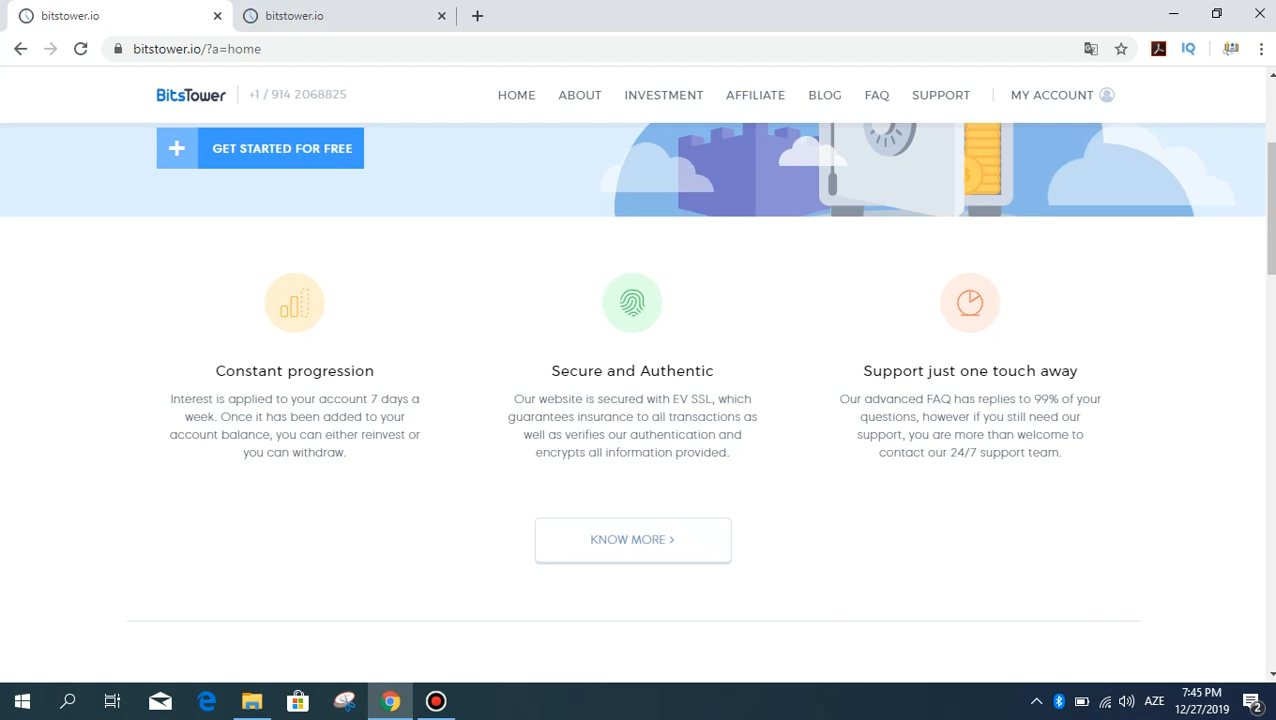 bitstower.io
bitstower.io
bitstower.io/?a=home
IQ
BitsTower
+1 / 914 2068825
HOME
ABOUT
INVESTMENT
AFFILIATE
BLOG
FAQ
SUPPORT
MY ACCOUNT
GET STARTED FOR FREE
Constant progression
Interest is applied to your account 7 days a
week. Once it has been added to your
account balance, you can either reinvest or
you can withdraw.
Secure and Authentic
Our website is secured with EV SSL, which
guarantees insurance to all transactions as
well as verifies our authentication and
encrypts all information provided.
Support just one touch away
Our advanced FAQ has replies to 99% of your
questions, however if you still need our
support, you are more than welcome to
contact our 24/7 support team.
KNOW MORE >
AZE
7:45 PM
12/27/2019
2